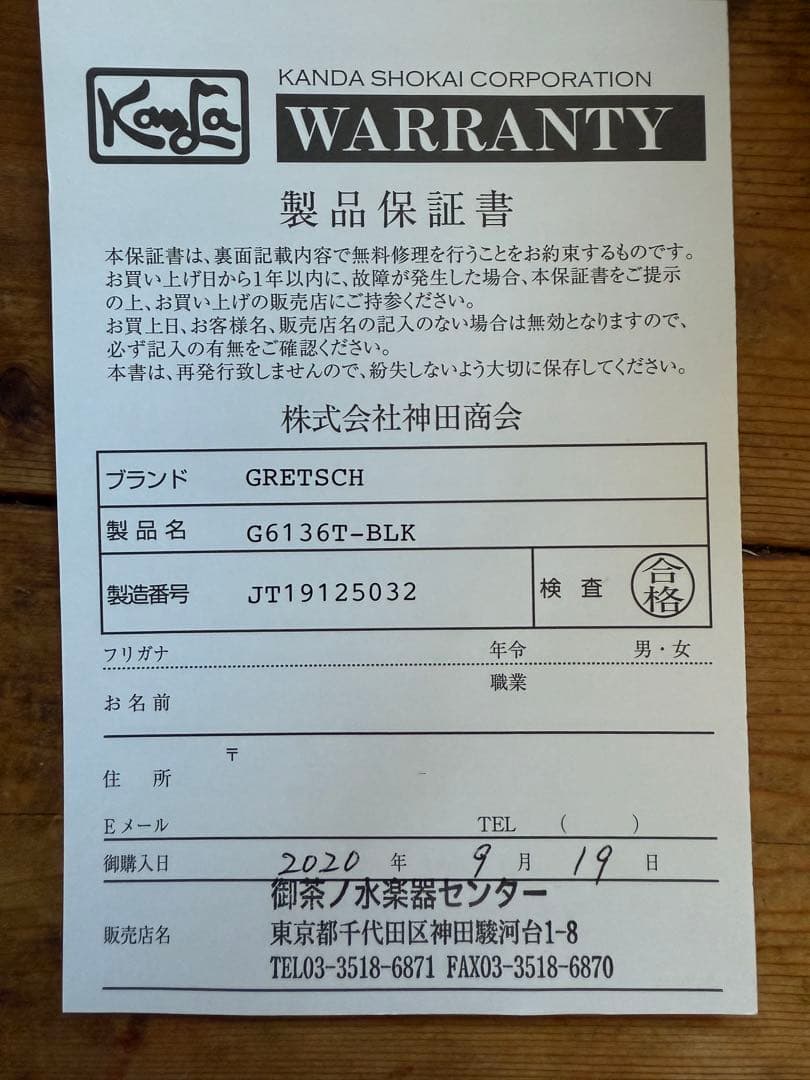 Kanda
KANDA SHOKAI CORPORATION
WARRANTY
製品保証書
本保証書は、裏面記載内容で無料修理を行うことをお約束するものです。
お買い上げ日から1年以内に、故障が発生した場合、本保証書をご提示
の上、お買い上げの販売店にご持参ください。
お買上日、お客様名、販売店名の記入のない場合は無効となりますので、
必ず記入の有無をご確認ください。
本書は、再発行致しませんので、紛失しないよう大切に保存してください。
株式会社神田商会
ブランド GRETSCH
製品名 G6136T-BLK
製造番号 JT19125032 検査 合格
フリガナ 年令 男・女
職業
お名前
〒
住所
Eメール TEL ( )
御購入日 2020 年 9 月 19 日
御茶ノ水楽器センター
販売店名 東京都千代田区神田駿河台1-8
TEL03-3518-6871 FAX03-3518-6870